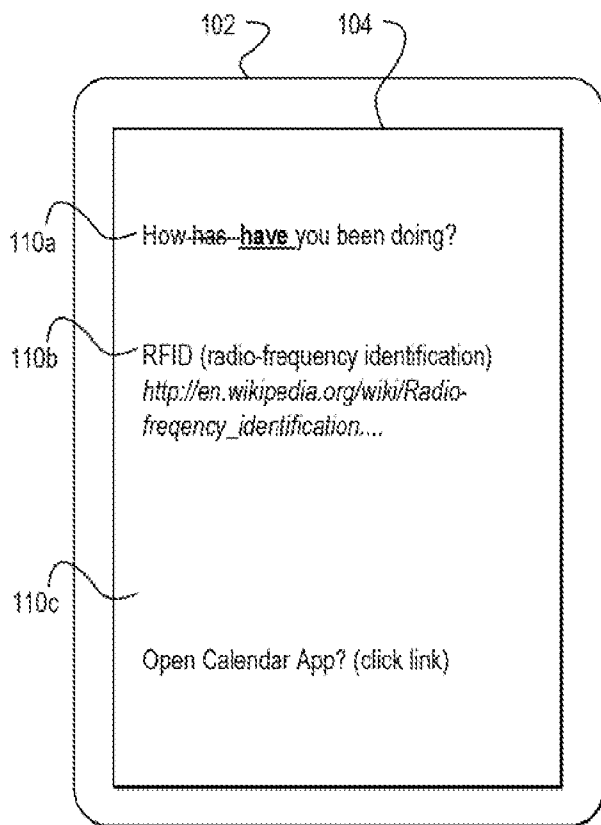 102
104
110a
How has have you been doing?
110b
RFID (radio-frequency identification)
http://en.wikipedia.org/wiki/Radio-
freqency_identification....
110c
Open Calendar App? (click link)